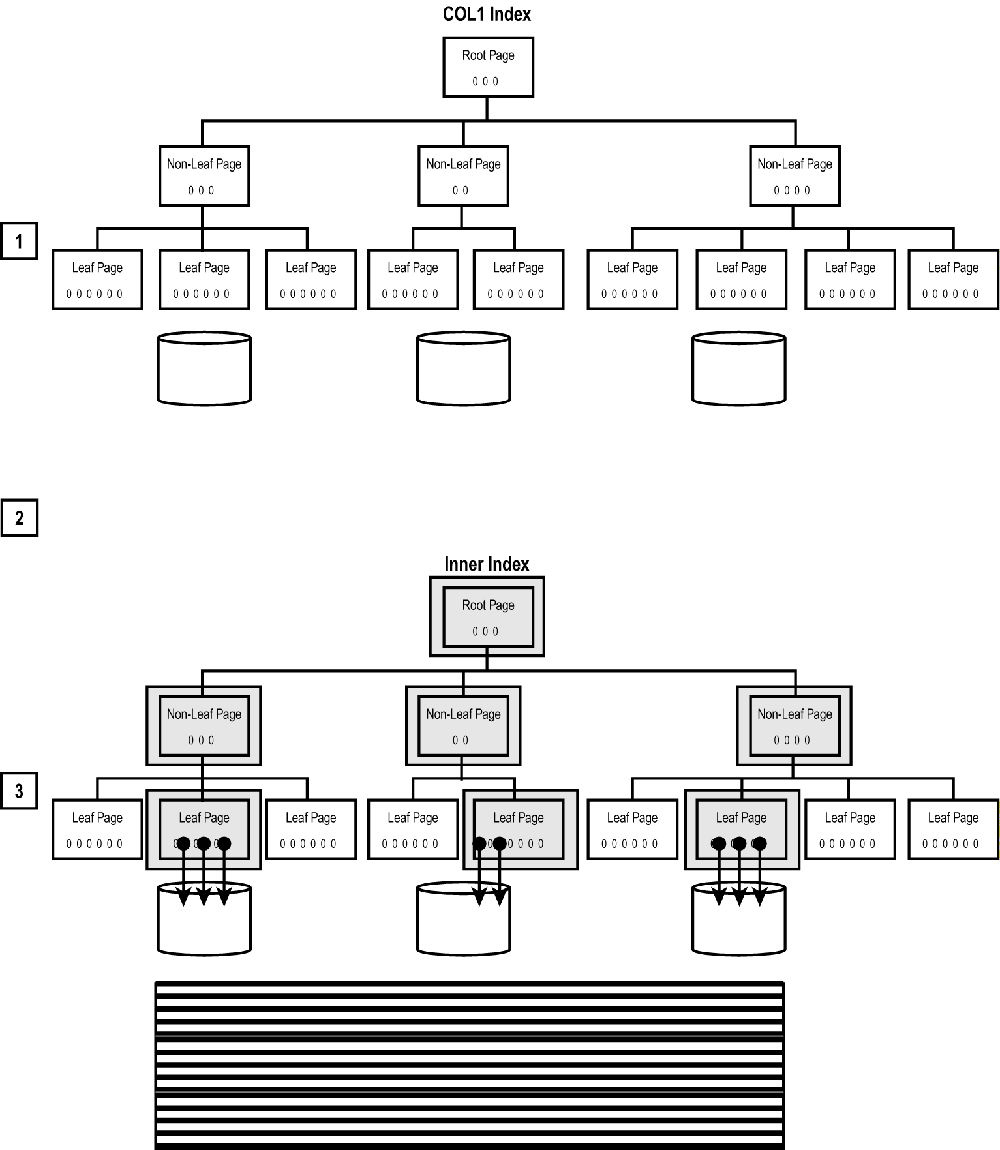 COL1 Index
Root Page
0 0 0
Non-Leaf Page Non-Leaf Page Non-Leaf Page
0 0 0 0 0 0 0 0 0
1
Leaf Page Leaf Page Leaf Page Leaf Page Leaf Page Leaf Page Leaf Page Leaf Page Leaf Page
0 0 0 0 0 0 0 0 0 0 0 0 0 0 0 0 0 0 0 0 0 0 0 0 0 0 0 0 0 0 0 0 0 0 0 0 0 0 0 0 0 0 0 0 0 0 0 0 0 0 0 0 0 0
2
Inner Index
Root Page
0 0 0
Non-Leaf Page Non-Leaf Page Non-Leaf Page
0 0 0 0 0 0 0 0 0
3
Leaf Page Leaf Page Leaf Page Leaf Page Leaf Page Leaf Page Leaf Page Leaf Page Leaf Page
0 0 0 0 0 0 0 0 0 0 0 0 0 0 0 0 0 0 0 0 0 0 0 0 0 0 0 0 0 0 0 0 0 0 0 0